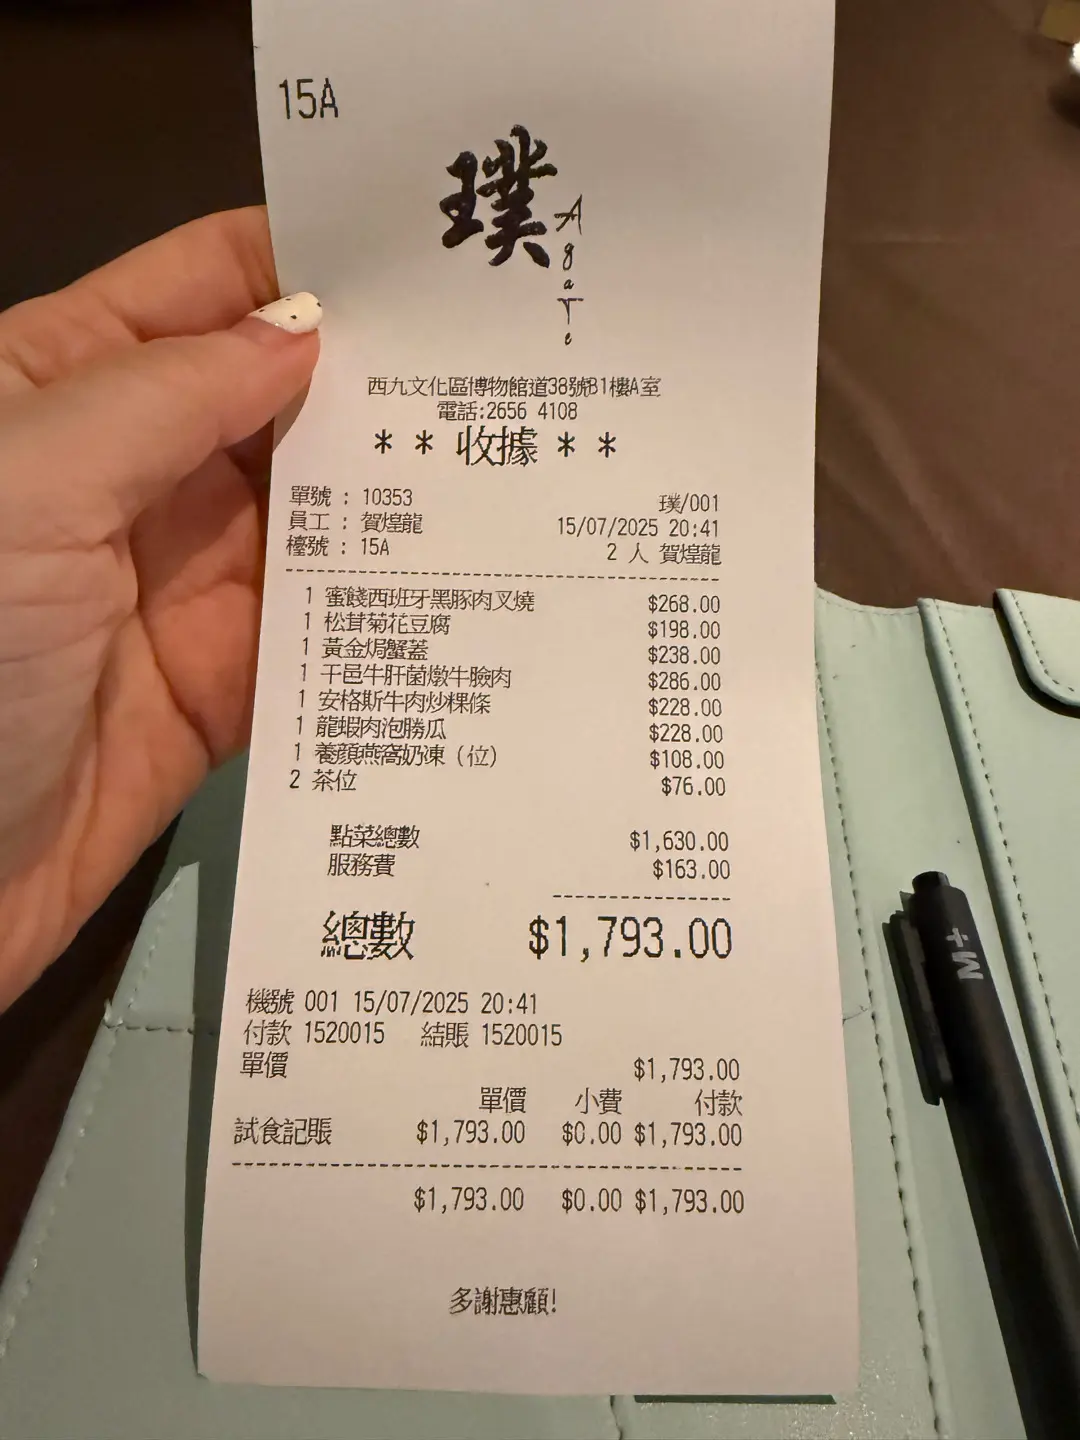 15A
璞
AgaTe
西九文化區博物館道38號B1樓A室
電話:2656 4108
* * 收據 * *
單號 : 10353 璞/001
員工 : 賀煌龍 15/07/2025 20:41
檯號 : 15A 2 人 賀煌龍
1 蜜餞西班牙黑豚肉叉燒 $268.00
1 松茸菊花豆腐 $198.00
1 黃金焗蟹蓋 $238.00
1 干邑牛肝菌燉牛臉肉 $286.00
1 安格斯牛肉炒粿條 $228.00
1 龍蝦肉泡勝瓜 $228.00
1 養顏燕窩奶凍（位） $108.00
2 茶位 $76.00
點菜總數 $1,630.00
服務費 $163.00
總數 $1,793.00
機號 001 15/07/2025 20:41
付款 1520015 結賬 1520015
單價 $1,793.00
單價 小費 付款
試食記賬 $1,793.00 $0.00 $1,793.00
$1,793.00 $0.00 $1,793.00
多謝惠顧!
M+